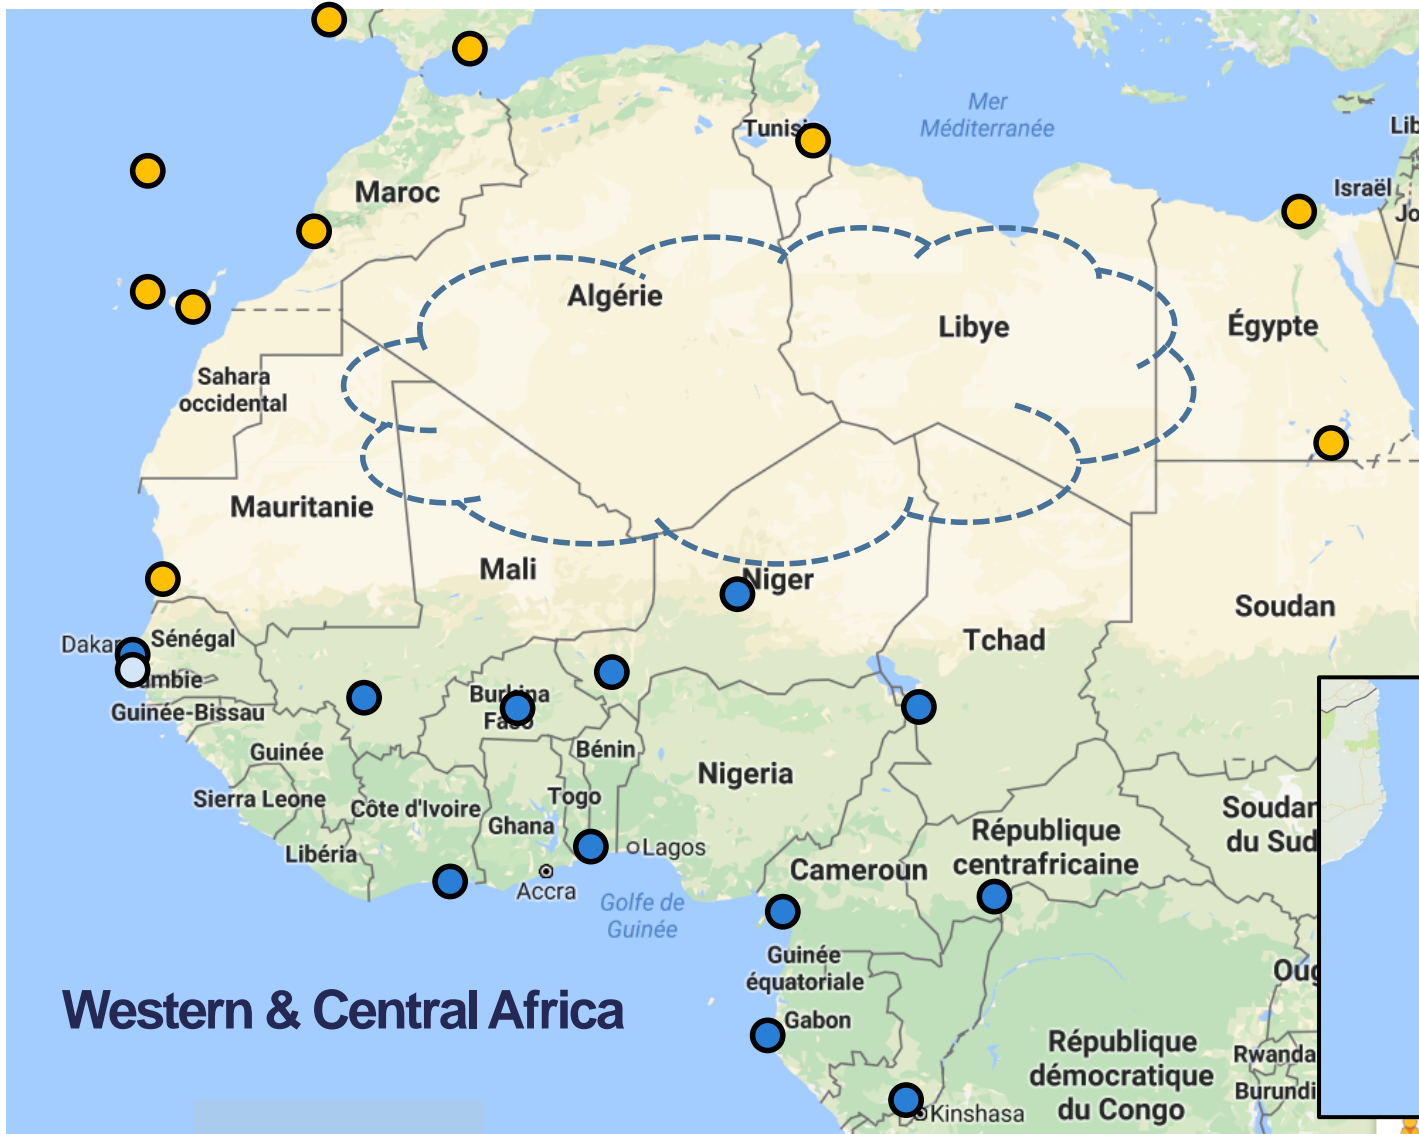 Mer
Méditerranée
Tunisi
Lib
Israël
Jo
Maroc
Algérie
Libye
Égypte
Sahara
occidental
Mauritanie
Mali
Niger
Tchad
Soudan
Dakar
Sénégal
ambie
Guinée-Bissau
Burkina
Faso
Guinée
Bénin
Nigeria
Sierra Leone
Côte d'Ivoire
Togo
Ghana
Lagos
Libéria
Accra
Cameroun
République
centrafricaine
Soudan
du Sud
Golfe de
Guinée
Guinée
équatoriale
Gabon
Oug
Western & Central Africa
République
démocratique
du Congo
Rwanda
Burundi
Kinshasa